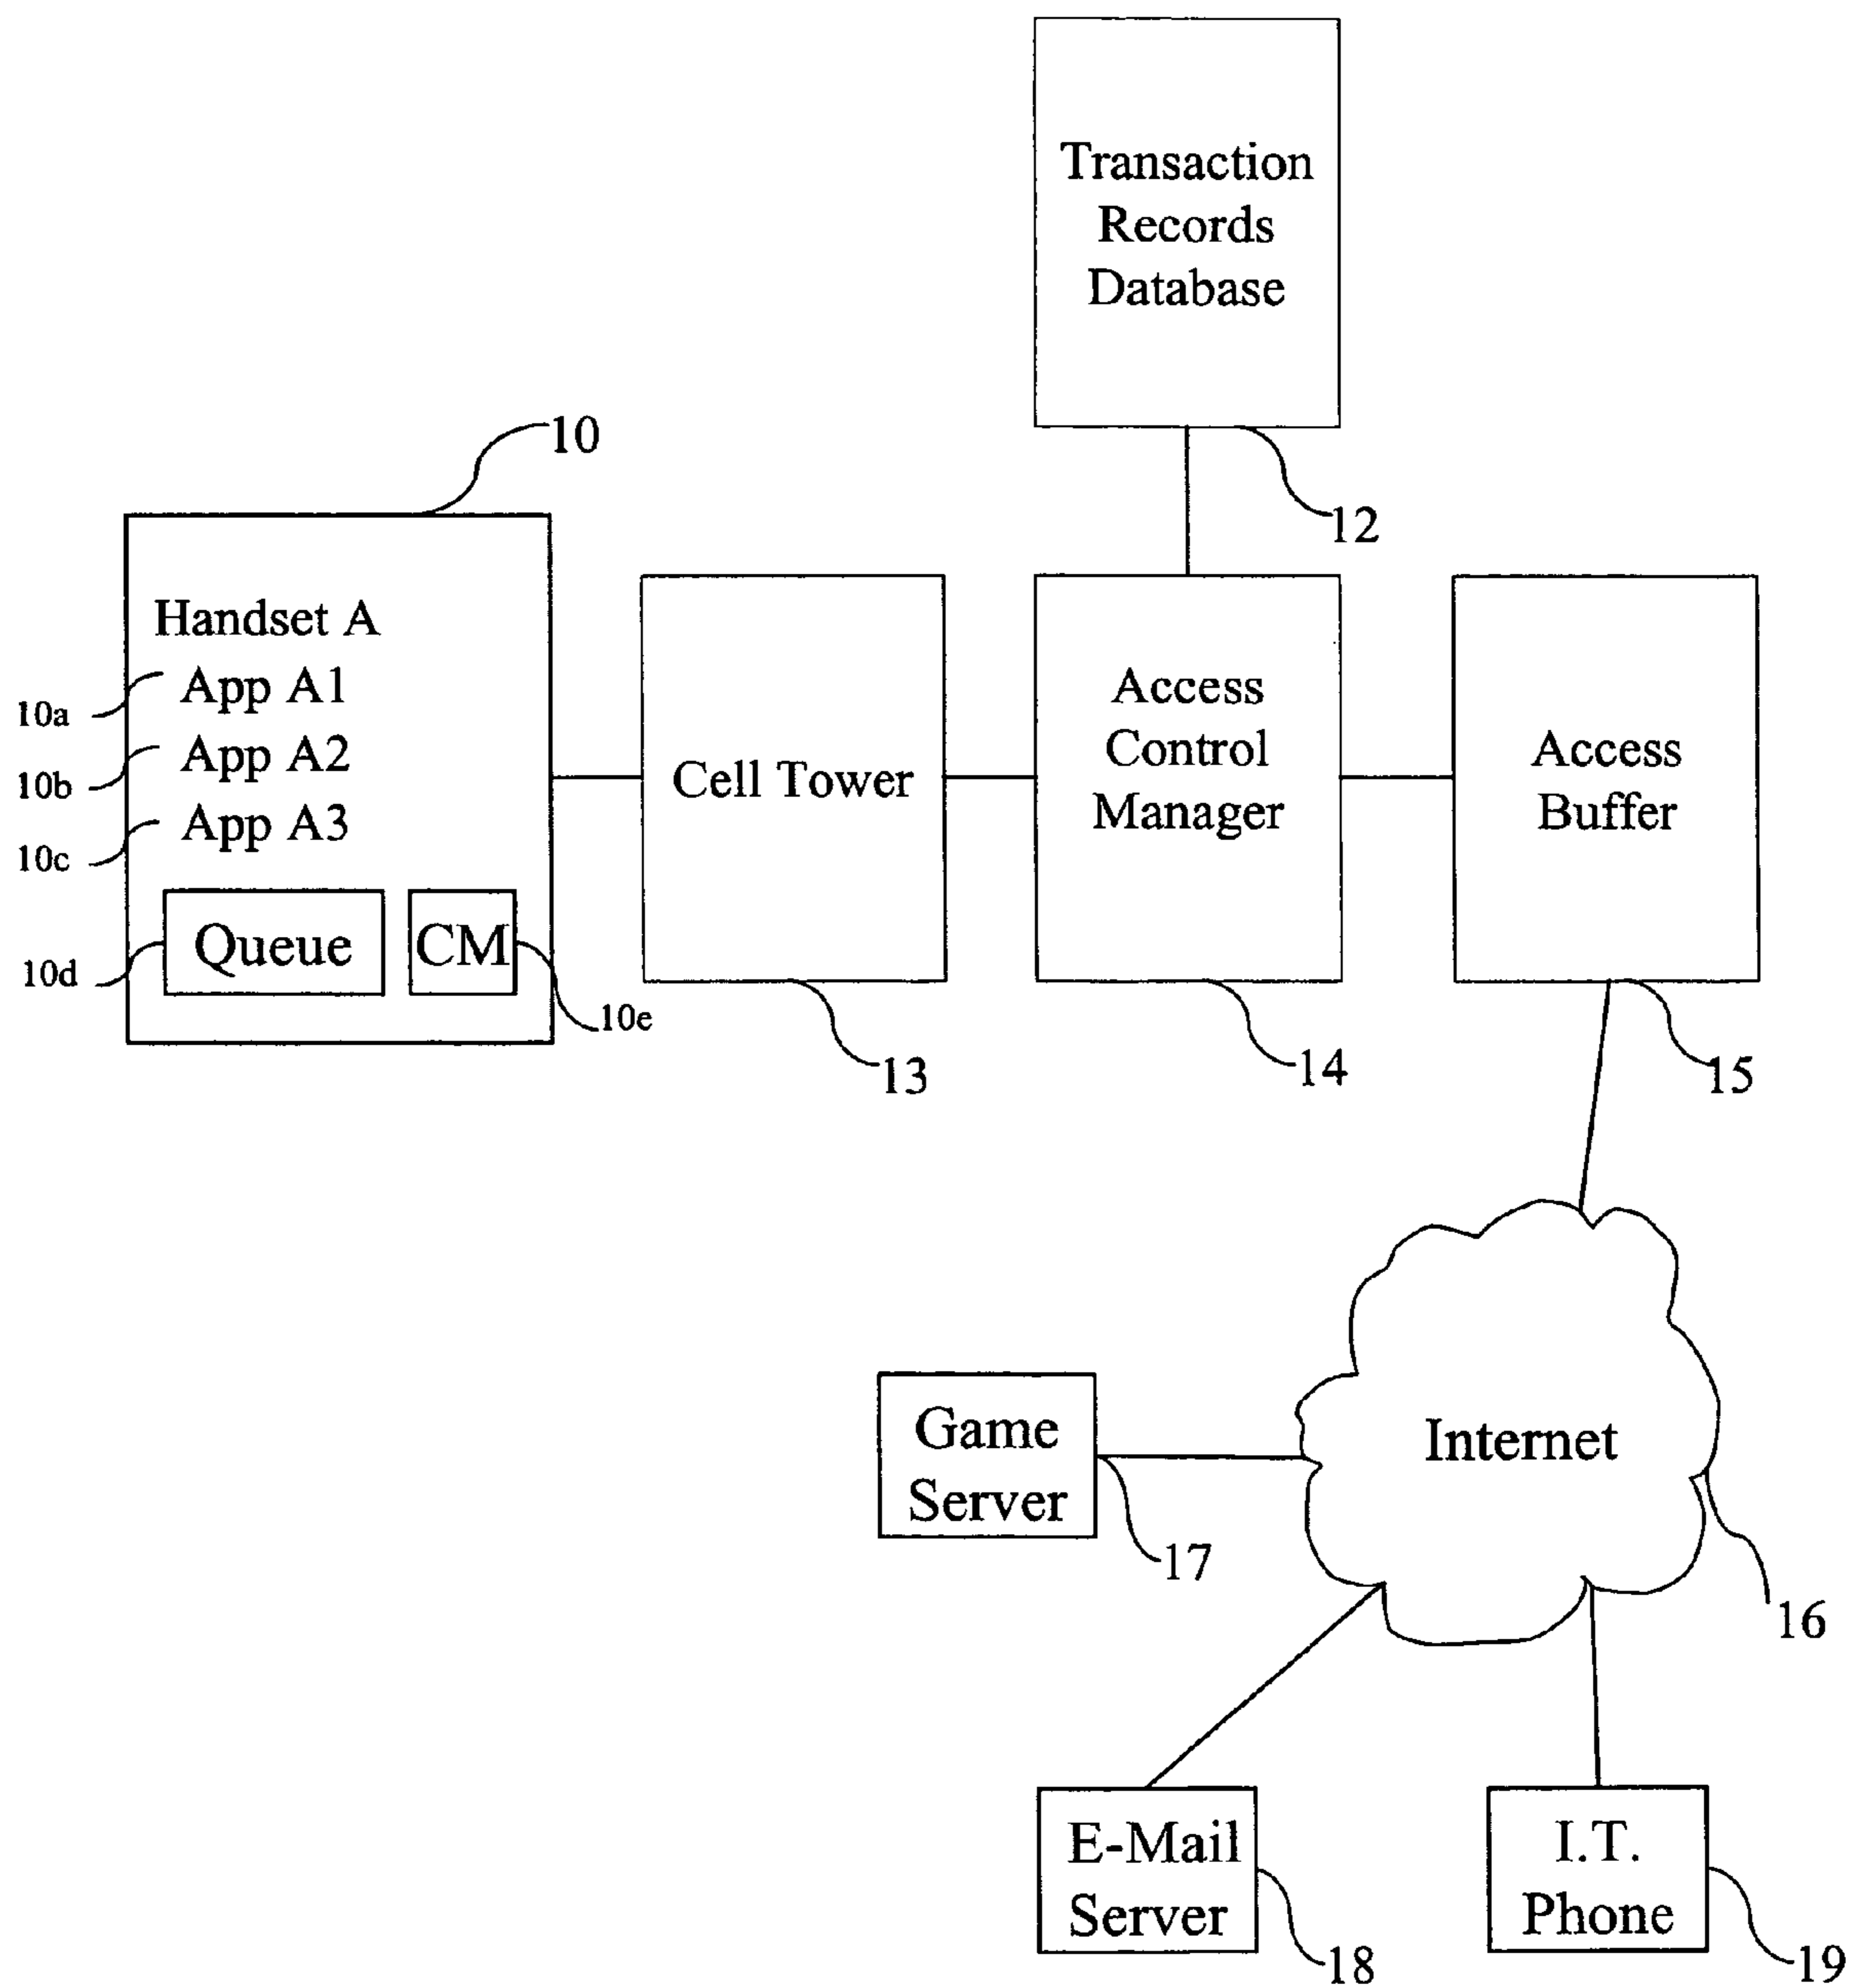 Transaction
Records
Database
12
10
Handset A
10a
App A1
10b
App A2
10c
App A3
10d
Queue
CM
10e
Cell Tower
13
Access
Control
Manager
14
Access
Buffer
15
Internet
16
Game
Server
17
E-Mail
Server
18
I.T.
Phone
19